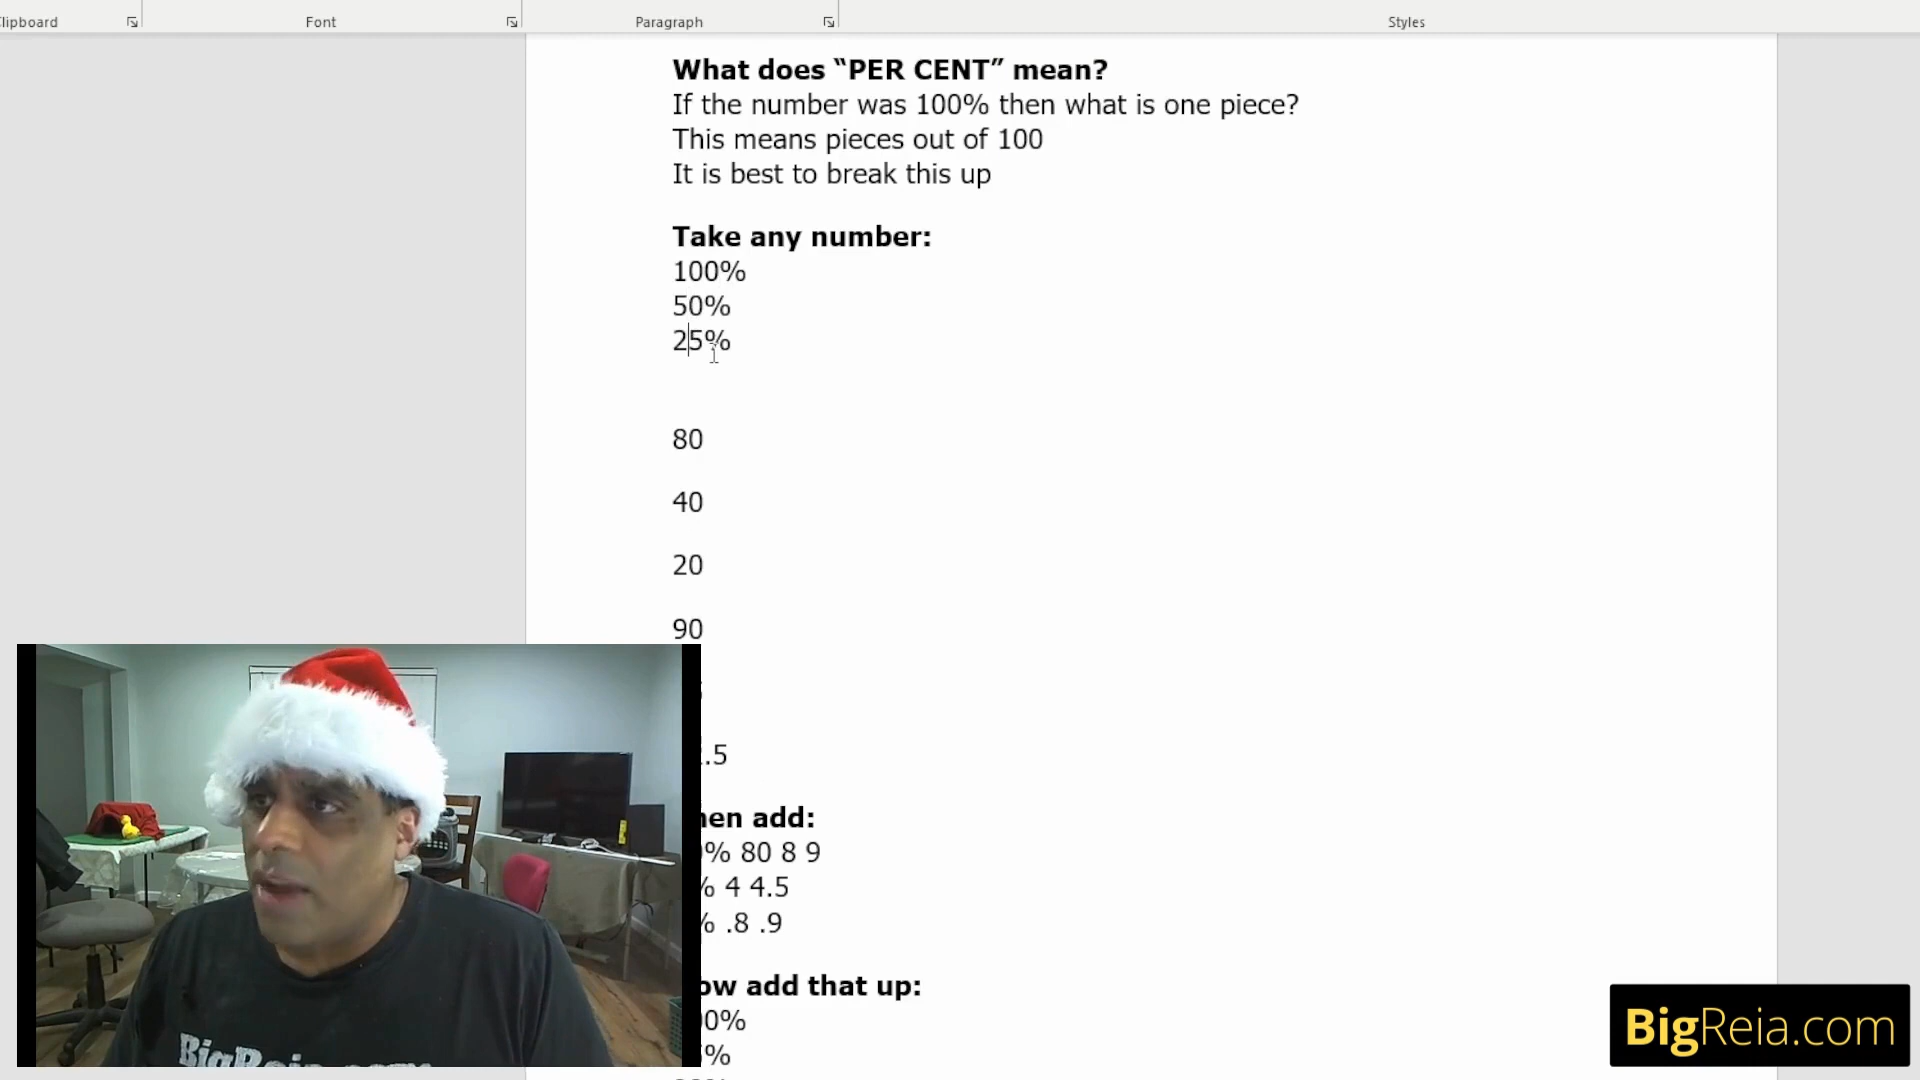 Clipboard Font Paragraph Styles
What does “PER CENT” mean?
If the number was 100% then what is one piece?
This means pieces out of 100
It is best to break this up
Take any number:
100%
50%
25%
80
40
20
90
.5
hen add:
% 80 8 9
% 4 4.5
% .8 .9
ow add that up:
00%
%
BigReia.com
BigReia.com